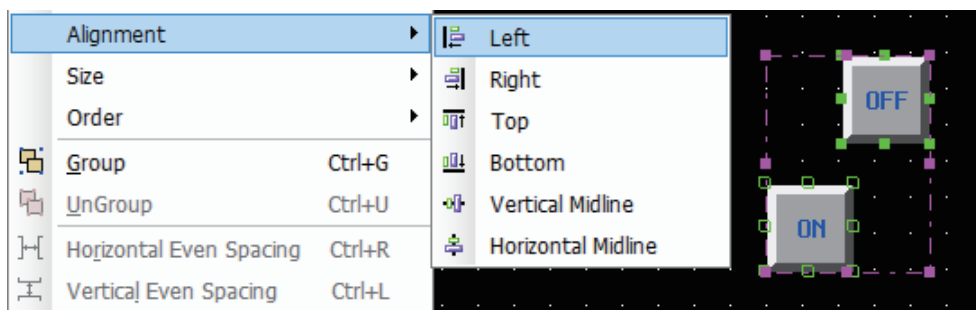 Alignment
Size
Order
Group Ctrl+G
UnGroup Ctrl+U
Horizontal Even Spacing Ctrl+R
Vertical Even Spacing Ctrl+L
Left
Right
Top
Bottom
Vertical Midline
Horizontal Midline
OFF
ON